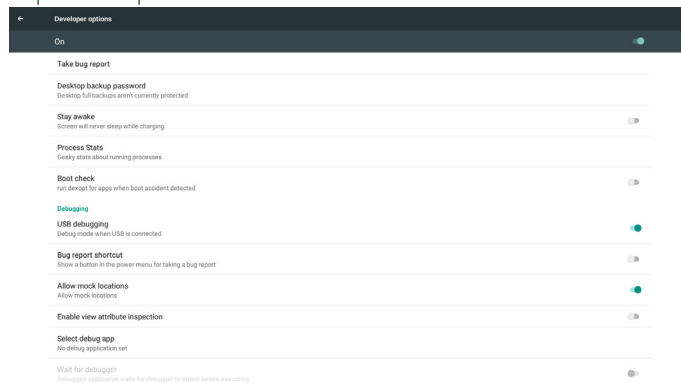 Developer options
On
Take bug report
Desktop backup password
Desktop full backups aren't currently protected
Stay awake
Screen will never sleep while charging
Process Stats
Geeky stats about running processes
Boot check
run dexopt for apps when boot accident detected
Debugging
USB debugging
Debug mode when USB is connected
Bug report shortcut
Show a button in the power menu for taking a bug report
Allow mock locations
Allow mock locations
Enable view attribute inspection
Select debug app
No debug application set
Wait for debugger
Debugged application waits for debugger to attach before executing